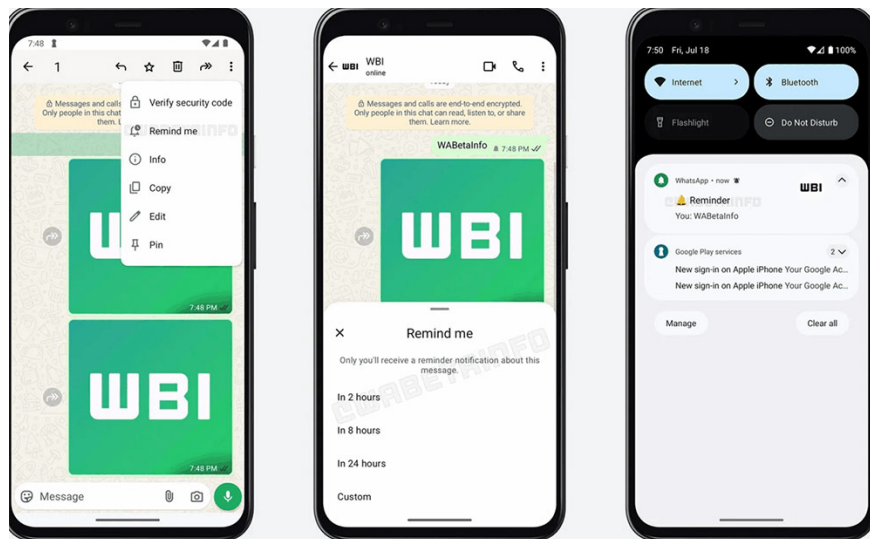 7:48
1
Verify security code
Messages and calls
Only people in this chat
them. L
Remind me
Info
Copy
Edit
Pin
WBI
7:48 PM
WBI
7:48 PM
Message
WBI
WBI
online
Messages and calls are end-to-end encrypted.
Only people in this chat can read, listen to, or share
them. Learn more.
WABetaInfo 7:48 PM
WBI
Remind me
Only you'll receive a reminder notification about this
message.
In 2 hours
In 8 hours
In 24 hours
Custom
©WABETAINFO
7:50 Fri, Jul 18
100%
Internet
Bluetooth
Flashlight
Do Not Disturb
WhatsApp • now
WBI
Reminder
You: WABetaInfo
Google Play services
2
New sign-in on Apple iPhone Your Google Ac...
New sign-in on Apple iPhone Your Google Ac...
Manage
Clear all